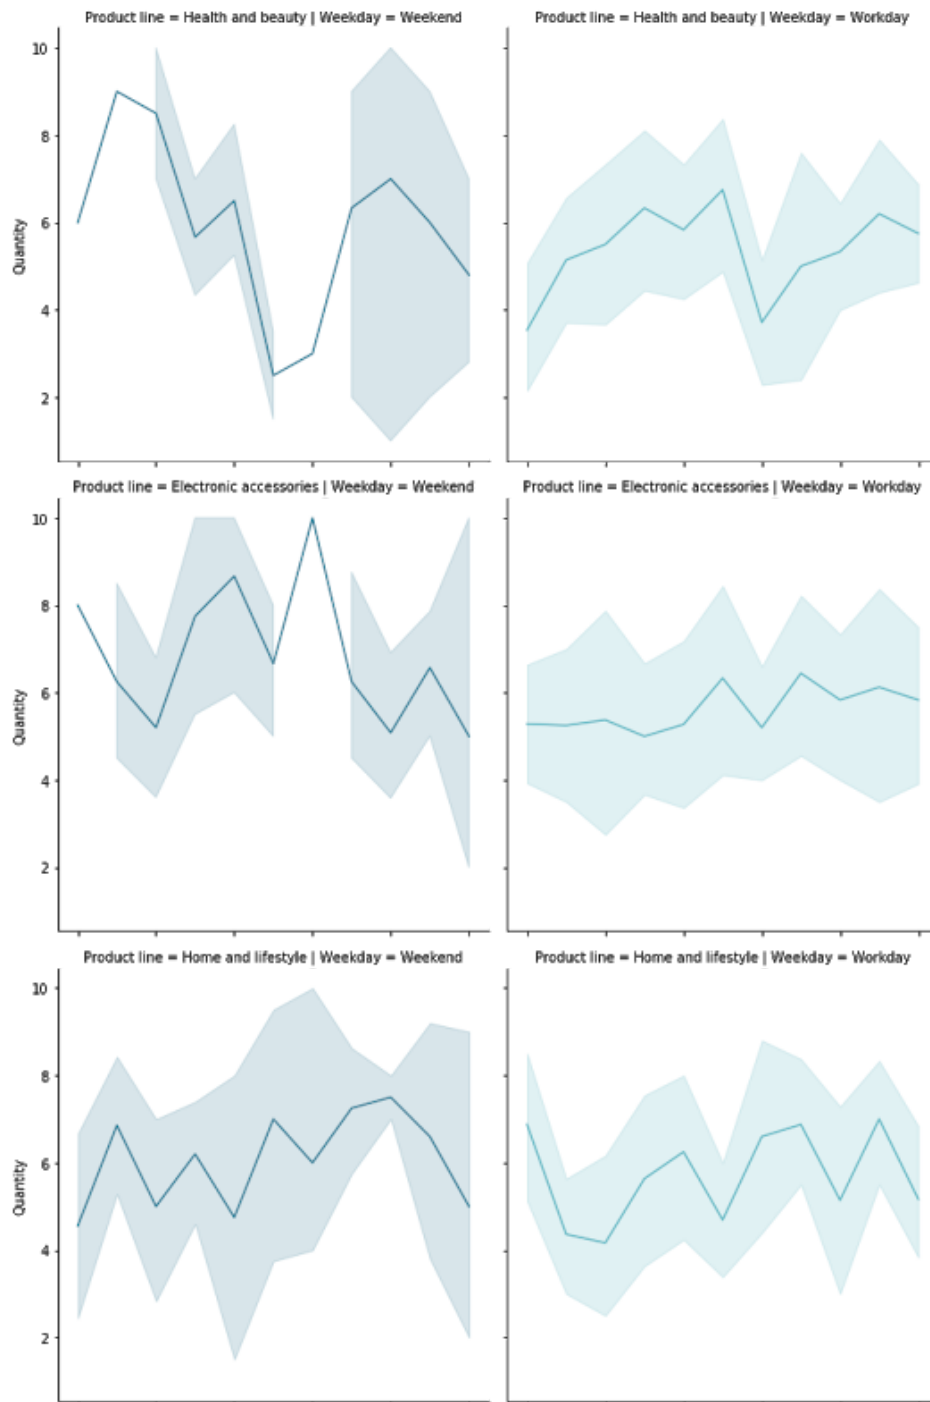 Product line = Health and beauty | Weekday = Weekend
Product line = Health and beauty | Weekday = Workday
10
8
6
4
2
Quantity
Product line = Electronic accessories | Weekday = Weekend
Product line = Electronic accessories | Weekday = Workday
10
8
6
4
2
Quantity
Product line = Home and lifestyle | Weekday = Weekend
Product line = Home and lifestyle | Weekday = Workday
10
8
6
4
2
Quantity